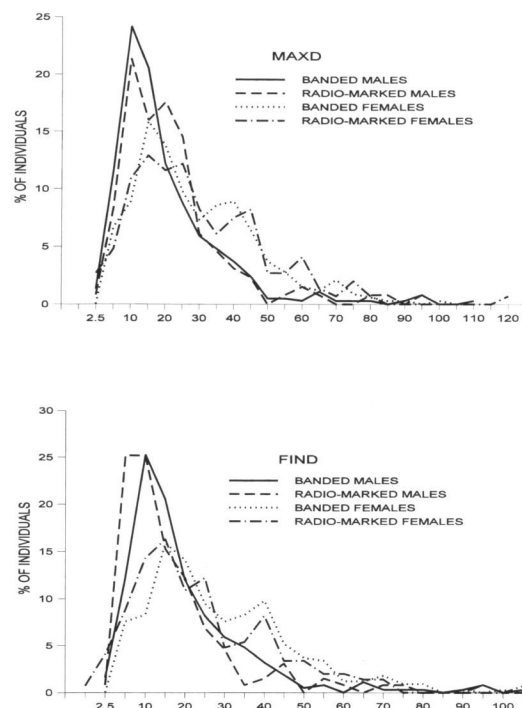 25
20
15
10
5
0
% OF INDIVIDUALS
MAXD
BANDED MALES
RADIO-MARKED MALES
BANDED FEMALES
RADIO-MARKED FEMALES
2.5 10 20 30 40 50 60 70 80 90 100 110 120
30
25
20
15
10
5
0
% OF INDIVIDUALS
FIND
BANDED MALES
RADIO-MARKED MALES
BANDED FEMALES
RADIO-MARKED FEMALES
2.5 10 20 30 40 50 60 70 80 90 100